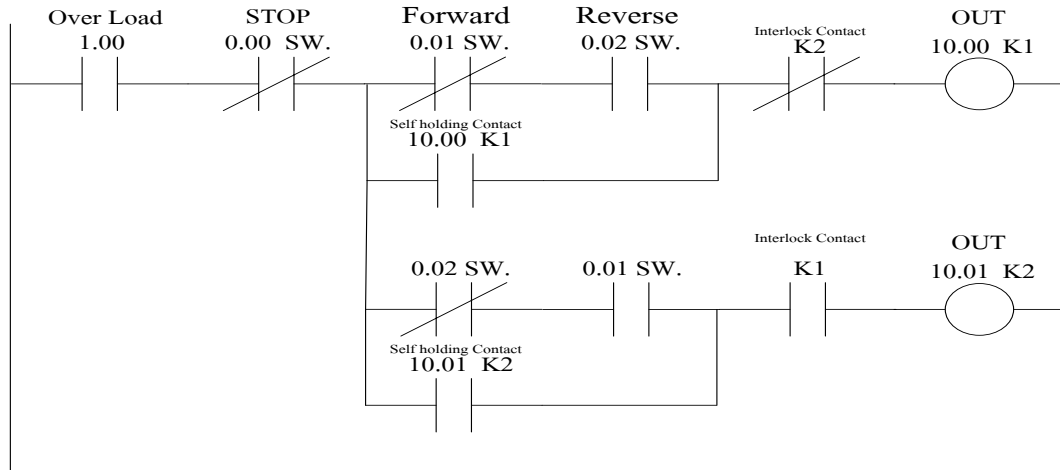 Over Load
1.00
STOP
0.00 SW.
Forward
0.01 SW.
Reverse
0.02 SW.
Interlock Contact
K2
OUT
10.00 K1
Self holding Contact
10.00 K1
0.02 SW.
0.01 SW.
Interlock Contact
K1
OUT
10.01 K2
Self holding Contact
10.01 K2